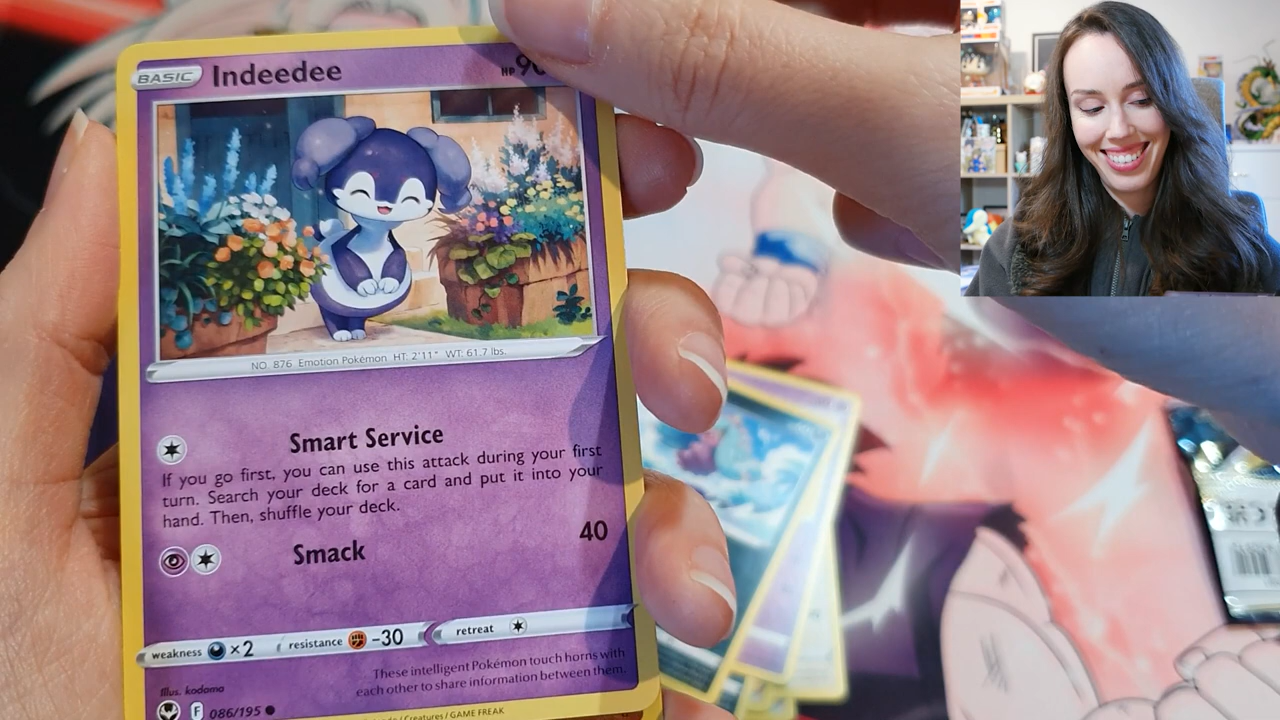 BASIC Indeedee HP 90
NO. 876 Emotion Pokémon HT: 2'11" WT: 61.7 lbs.
Smart Service
If you go first, you can use this attack during your first
turn. Search your deck for a card and put it into your
hand. Then, shuffle your deck.
Smack 40
weakness ×2 resistance -30 retreat
These intelligent Pokémon touch horns with
each other to share information between them.
Illus. kodama
F 086/195
/ Creatures / GAME FREAK